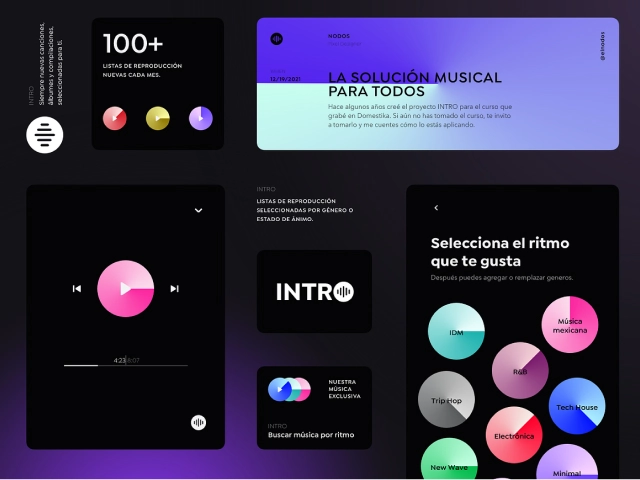 INTRO
Siempre nuevas canciones,
álbumes y compilaciones,
seleccionadas para ti.
100+
LISTAS DE REPRODUCCIÓN
NUEVAS CADA MES.
NODOS
12/19/2021
@elnodos
LA SOLUCIÓN MUSICAL
PARA TODOS
Hace algunos años creé el proyecto INTRO para el curso que
grabé en Domestika. Si aún no has tomado el curso, te invito
a tomarlo y me cuentes cómo lo estás aplicando.
4:23
8:07
INTRO
LISTAS DE REPRODUCCIÓN
SELECCIONADAS POR GÉNERO O
ESTADO DE ÁNIMO.
INTRO
NUESTRA
MÚSICA
EXCLUSIVA
INTRO
Buscar música por ritmo
Selecciona el ritmo
que te gusta
Después puedes agregar o remplazar generos.
IDM
Música
mexicana
R&B
Trip Hop
Tech House
Electrónica
New Wave
Minimal